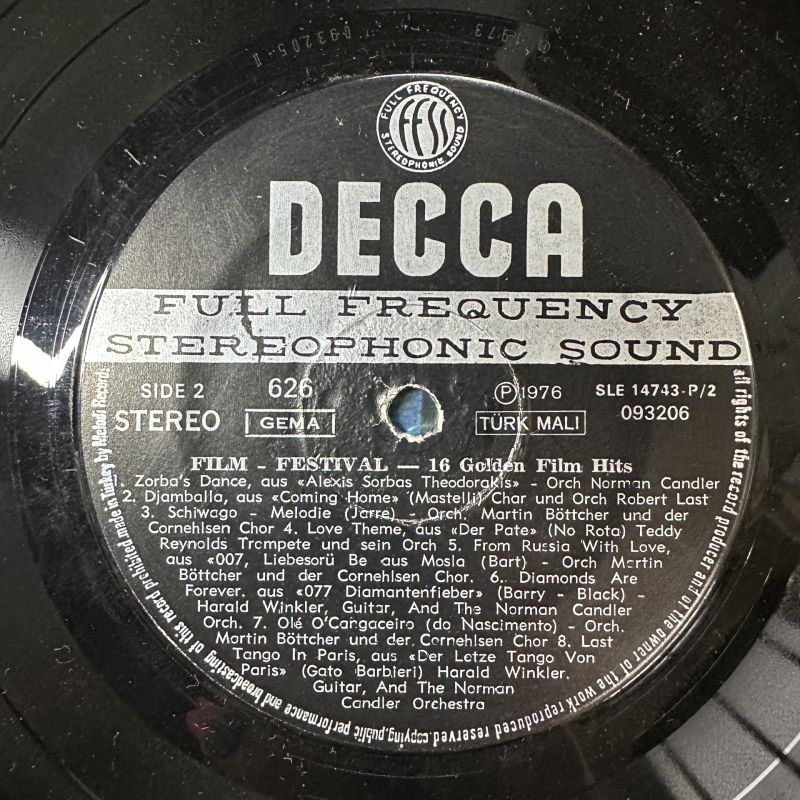 © 1973
093205-II
FULL FREQUENCY
FFSS
STEREOPHONIC SOUND
DECCA
FULL FREQUENCY
STEREOPHONIC SOUND
SIDE 2
626
Ⓟ 1976
SLE 14743-P/2
STEREO
GEMA
TÜRK MALI
093206
FILM - FESTIVAL — 16 Golden Film Hits
1. Zorba's Dance, aus «Alexis Sorbas Theodorakis» - Orch Norman Candler
2. Djamballa, aus «Coming Home» (Mastelli) Char und Orch Robert Last
3. Schiwago - Melodie (Jarre) - Orch. Martin Böttcher und der
Cornehlsen Chor 4. Love Theme, aus «Der Pate» (No Rota) Teddy
Reynolds Trompete und sein Orch 5. From Russia With Love,
aus «007, Liebesorü Be aus Mosla (Bart) - Orch Martin
Böttcher und der Cornehlsen Chor. 6. Diamonds Are
Forever. aus «077 Diamantenfieber» (Barry - Black) -
Harald Winkler, Guitar, And The Norman Candler
Orch. 7. Olé O'Cangaceiro (do Nascimento) - Orch.
Martin Böttcher und der Cornehlsen Chor 8. Last
Tango In Paris, aus «Der Letze Tango Von
Paris» (Gato Barbieri) Harald Winkler.
Guitar, And The Norman
Candler Orchestra
all rights of the record producer and of the owner of the work reproduced reserved.copying,public performance and broadcasting of this record prohibited made in turkey by Melodi Records